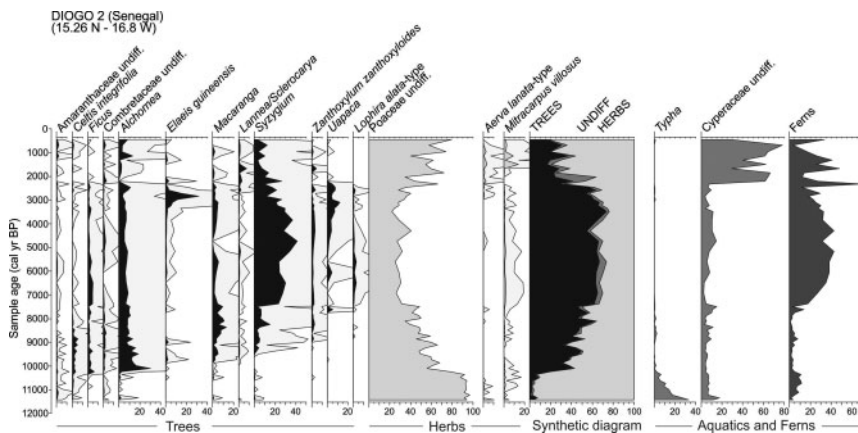 DIOGO 2 (Senegal)
(15.26 N - 16.8 W)
Amaranthaceae undiff.
Celtis integrifolia
Ficus
Combretaceae undiff.
Alchornea
Elaeis guineensis
Macaranga
Lannea/Sclerocarya
Syzygium
Zanthoxylum zanthoxyloides
Uapaca
Lophira alata-type
Poaceae undiff.
Aerva lanata-type
Mitracarpus villosus
TREES
UNDIFF
HERBS
Typha
Cyperaceae undiff.
Ferns
Sample age (cal yr BP)
0
1000
2000
3000
4000
5000
6000
7000
8000
9000
10000
11000
12000
20 40 20 40 20 20 40 20 20 40 60 80 100 20 40 60 80 100 20 40 20 40 60 80 20 40 60
Trees Herbs Synthetic diagram Aquatics and Ferns